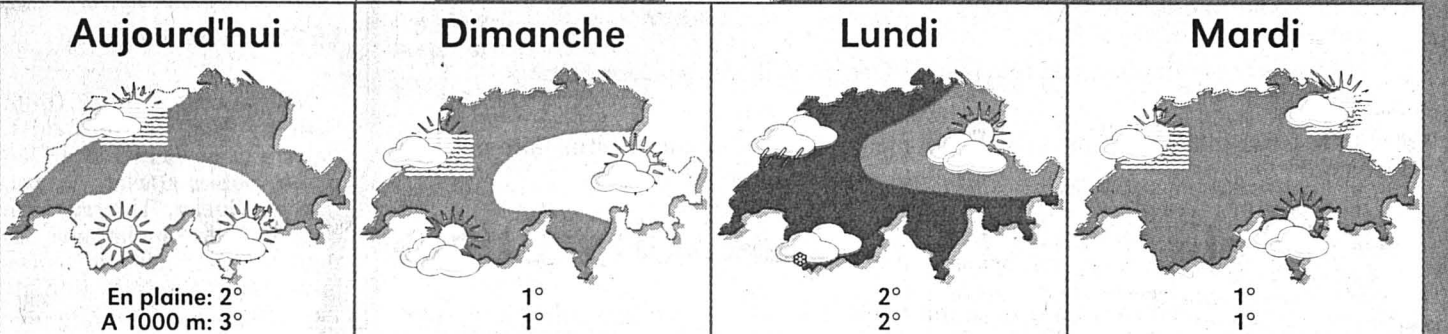 Aujourd'hui
En plaine: 2°
A 1000 m: 3°
Dimanche
1°
1°
Lundi
2°
2°
Mardi
1°
1°